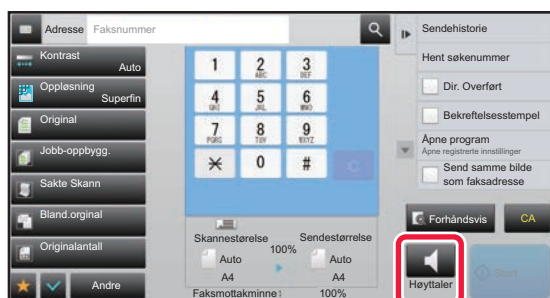 Adresse Faksnummer
Kontrast
Auto
Oppløsning
Superfin
Original
Jobb-oppbygg.
Sakte Skann
Bland.orginal
Originalantall
Andre
1 2 3
ABC DEF
4 5 6
GHI JKL MNO
7 8 9
PQRS TUV WXYZ
0 #
C
Skannestørelse 100% Sendestørrelse
Auto Auto
A4 A4
Faksmottakminne: 100%
Sendehistorie
Hent søkenummer
Dir. Overført
Bekreftelsesstempel
Åpne program
Åpne registrerte innstillinger
Send samme bilde
som faksadresse
Forhåndsvis CA
Høyttaler
Start